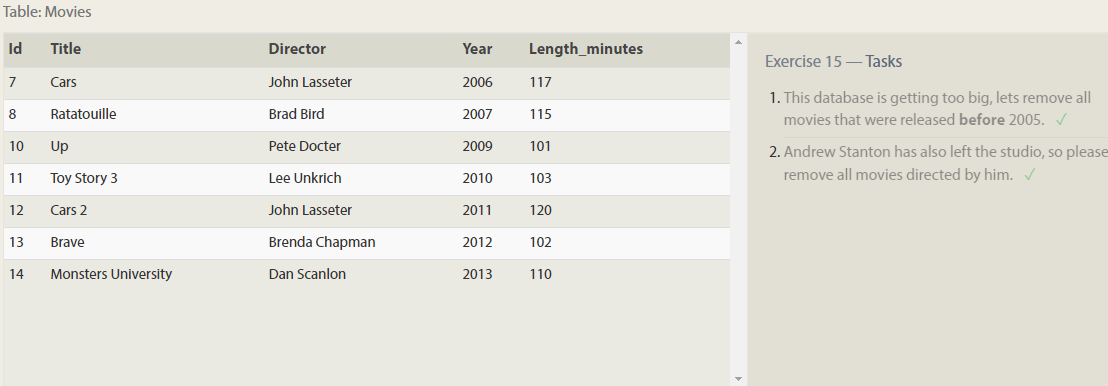 Table: Movies
Id Title Director Year Length_minutes
7 Cars John Lasseter 2006 117
8 Ratatouille Brad Bird 2007 115
10 Up Pete Docter 2009 101
11 Toy Story 3 Lee Unkrich 2010 103
12 Cars 2 John Lasseter 2011 120
13 Brave Brenda Chapman 2012 102
14 Monsters University Dan Scanlon 2013 110
Exercise 15 — Tasks
1. This database is getting too big, lets remove all
movies that were released before 2005. ✓
2. Andrew Stanton has also left the studio, so please
remove all movies directed by him. ✓